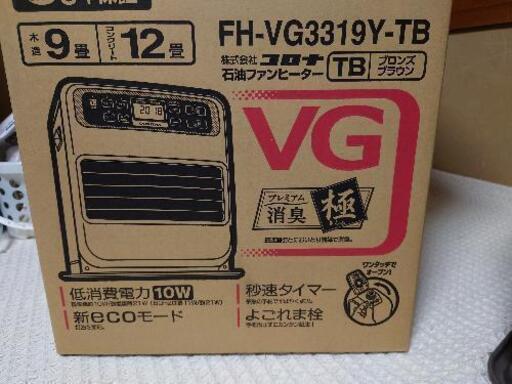 木造 9畳 コンクリート 12畳
FH-VG3319Y-TB
株式会社 コロナ
石油ファンヒーター TB ブロンズブラウン
2018
VG
プレミアム
消臭 極
低消費電力 10W
新ecoモード
秒速タイマー
よごれま栓
ワンタッチで
オープン!